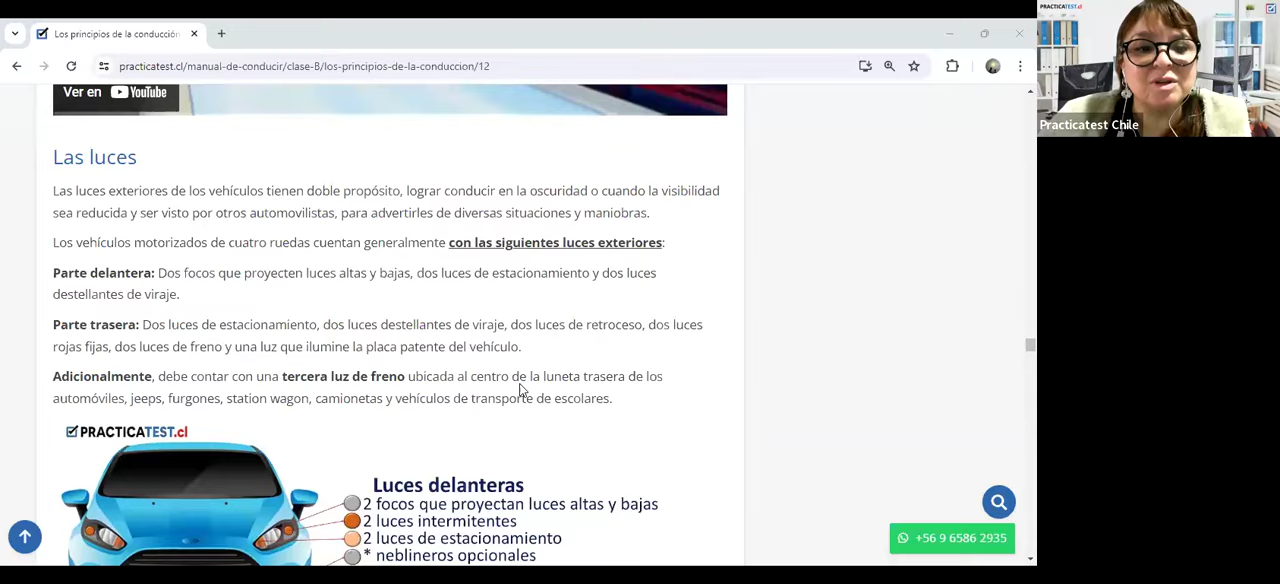 Los principios de la conducción
practicatest.cl/manual-de-conducir/clase-B/los-principios-de-la-conduccion/12
PRACTICATEST.cl
Practicatest Chile
Ver en YouTube
Las luces
Las luces exteriores de los vehículos tienen doble propósito, lograr conducir en la oscuridad o cuando la visibilidad
sea reducida y ser visto por otros automovilistas, para advertirles de diversas situaciones y maniobras.
Los vehículos motorizados de cuatro ruedas cuentan generalmente con las siguientes luces exteriores:
Parte delantera: Dos focos que proyecten luces altas y bajas, dos luces de estacionamiento y dos luces
destellantes de viraje.
Parte trasera: Dos luces de estacionamiento, dos luces destellantes de viraje, dos luces de retroceso, dos luces
rojas fijas, dos luces de freno y una luz que ilumine la placa patente del vehículo.
Adicionalmente, debe contar con una tercera luz de freno ubicada al centro de la luneta trasera de los
automóviles, jeeps, furgones, station wagon, camionetas y vehículos de transporte de escolares.
PRACTICATEST.cl
Luces delanteras
2 focos que proyectan luces altas y bajas
2 luces intermitentes
2 luces de estacionamiento
* neblineros opcionales
+56 9 6586 2935